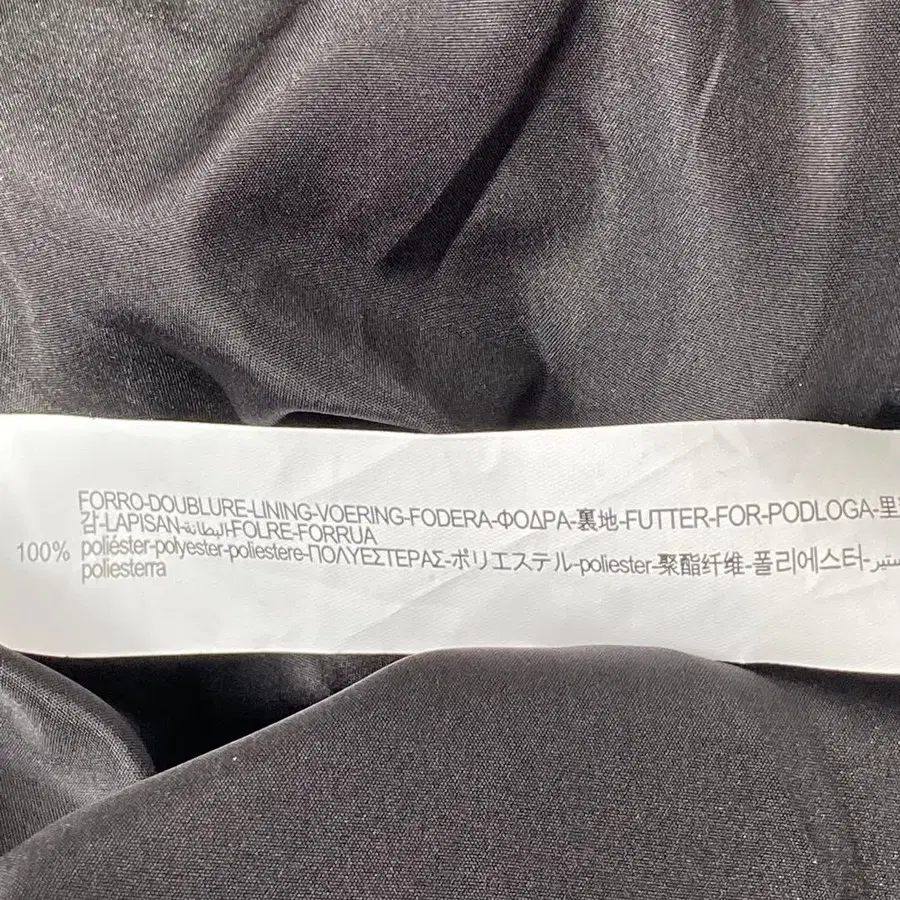 FORRO-DOUBLURE-LINING-VOERING-FODERA-ΦΟΔΡΑ-裏地-FUTTER-FOR-PODLOGA-里
감-LAPISAN-البطانة-FOLRE-FORRUA
100% poliéster-polyester-poliestere-ΠΟΛΥΕΣΤΕΡΑΣ-ポリエステル-poliester-聚酯纤维-폴리에스터-
poliesterra